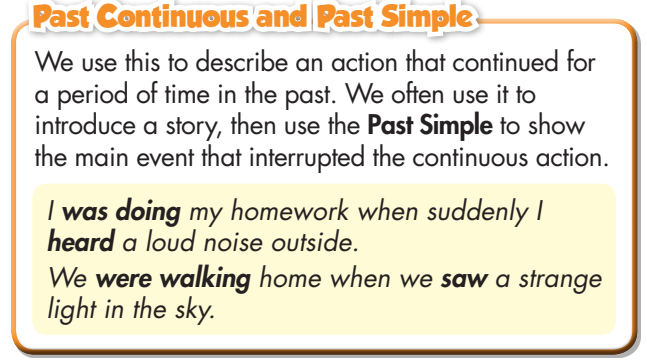 Past Continuous and Past Simple
We use this to describe an action that continued for
a period of time in the past. We often use it to
introduce a story, then use the Past Simple to show
the main event that interrupted the continuous action.
I was doing my homework when suddenly I
heard a loud noise outside.
We were walking home when we saw a strange
light in the sky.